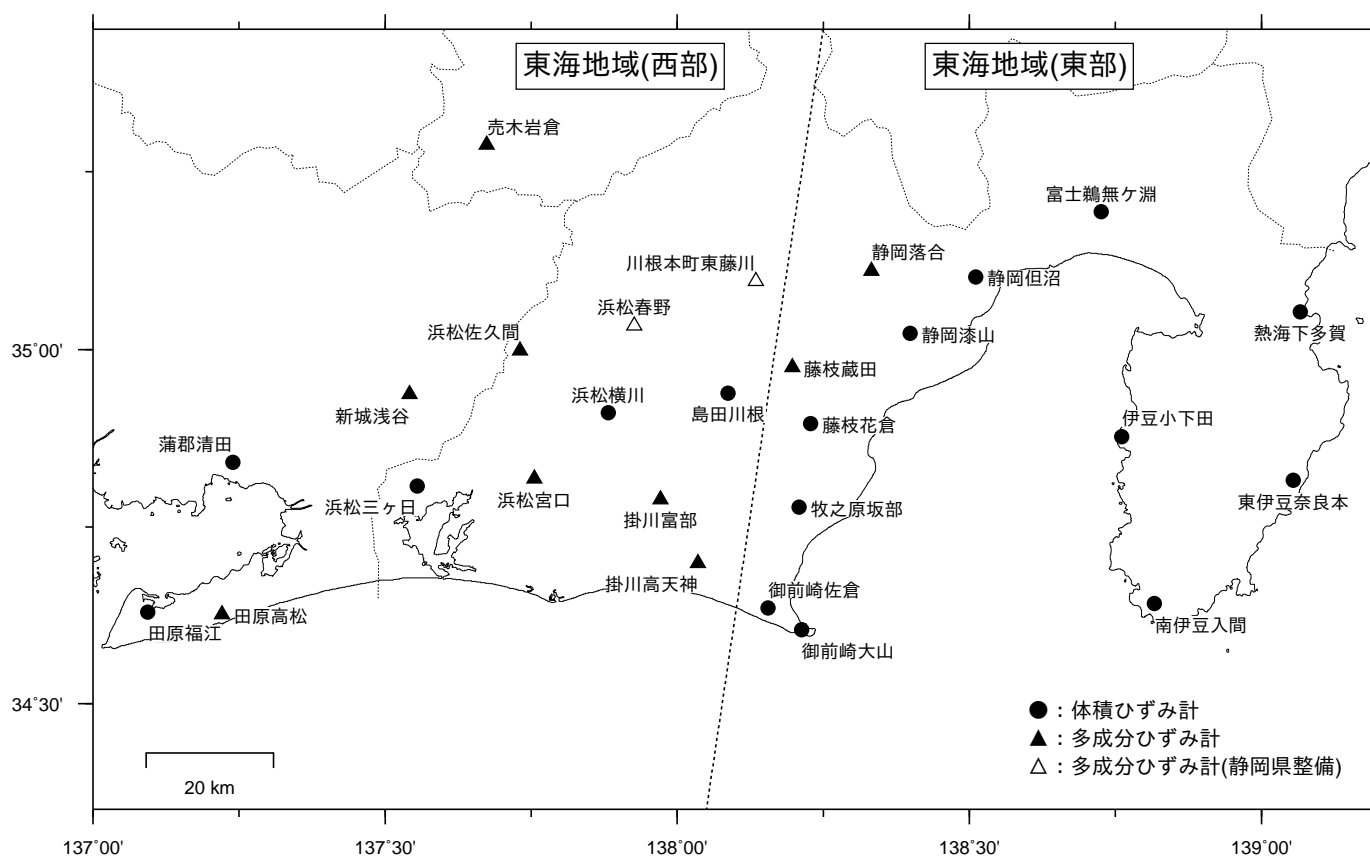 東海地域(西部)
東海地域(東部)
売木岩倉
富士鵜無ケ淵
静岡落合
川根本町東藤川
静岡但沼
浜松春野
熱海下多賀
浜松佐久間
静岡漆山
35°00'
藤枝蔵田
浜松横川
島田川根
新城浅谷
伊豆小下田
藤枝花倉
蒲郡清田
浜松宮口
東伊豆奈良本
浜松三ヶ日
牧之原坂部
掛川富部
掛川高天神
御前崎佐倉
田原高松
田原福江
南伊豆入間
御前崎大山
34°30'
●：体積ひずみ計
▲：多成分ひずみ計
△：多成分ひずみ計(静岡県整備)
20 km
137°00'
137°30'
138°00'
138°30'
139°00'